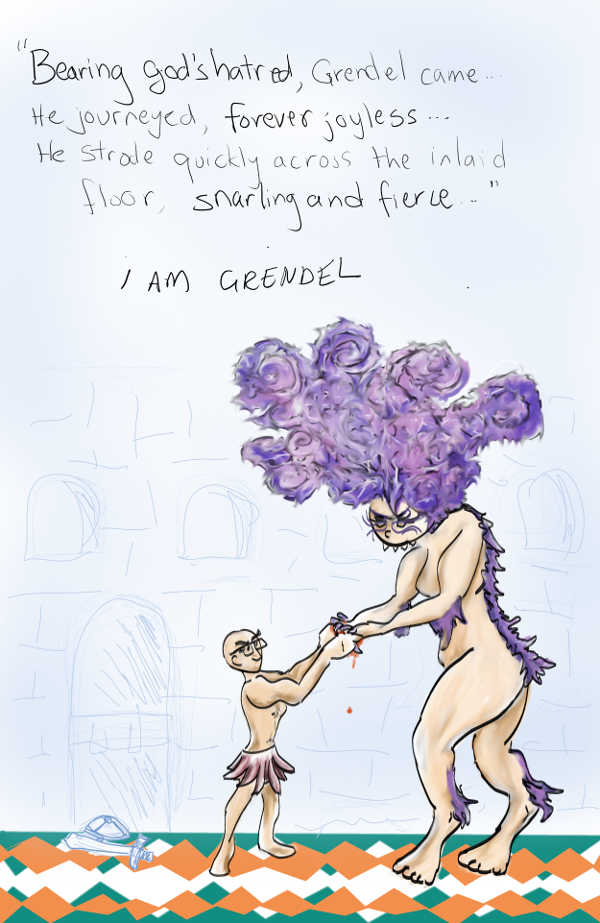 "Bearing God's hatred, Grendel came...
He journeyed, forever joyless...
He strode quickly across the inlaid
floor, snarling and fierce..."
I AM GRENDEL